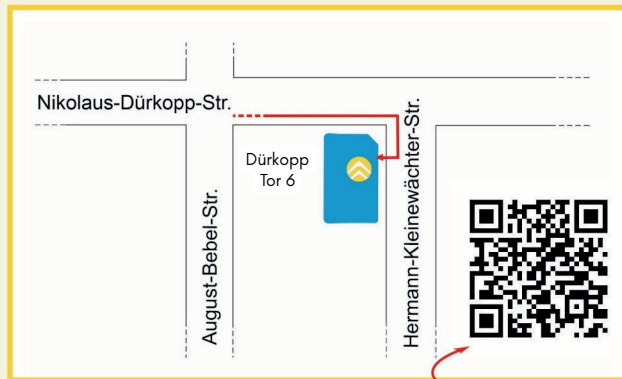 Nikolaus-Dürkopp-Str.
Dürkopp
Tor 6
August-Bebel-Str.
Hermann-Kleinewächter-Str.